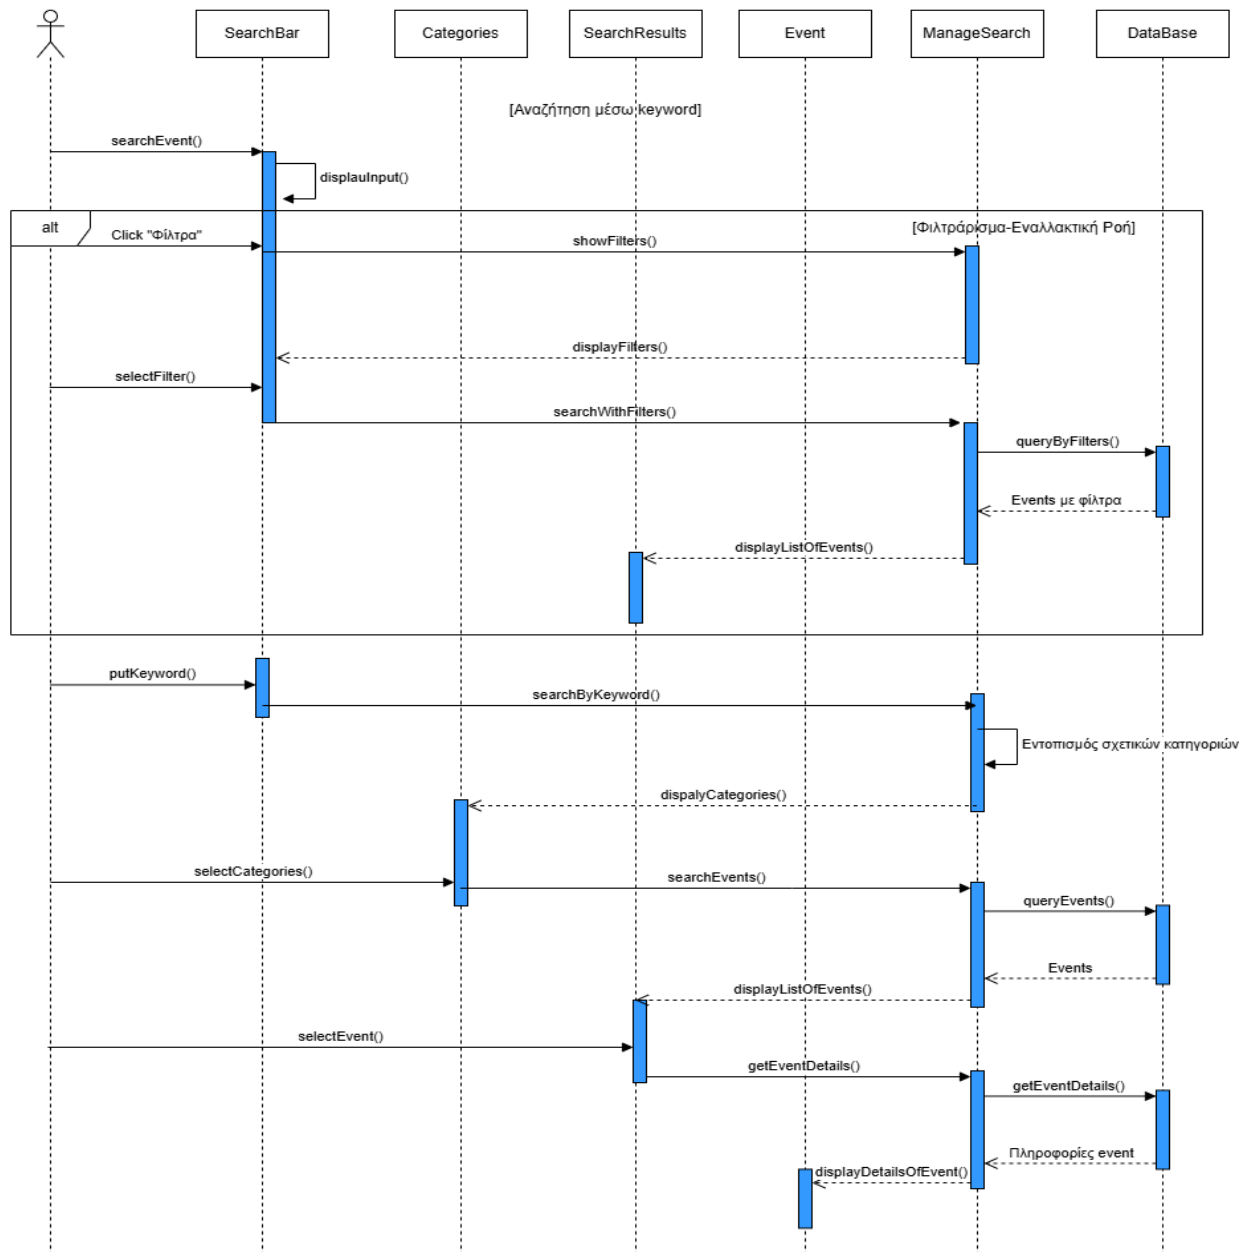 SearchBar
Categories
SearchResults
Event
ManageSearch
DataBase
[Αναζήτηση μέσω keyword]
searchEvent()
displauInput()
alt
Click "Φίλτρα"
[Φιλτράρισμα-Εναλλακτική Ροή]
showFilters()
displayFilters()
selectFilter()
searchWithFilters()
queryByFilters()
Events με φίλτρα
displayListOfEvents()
putKeyword()
searchByKeyword()
Εντοπισμός σχετικών κατηγοριών
dispalyCategories()
selectCategories()
searchEvents()
queryEvents()
Events
displayListOfEvents()
selectEvent()
getEventDetails()
getEventDetails()
Πληροφορίες event
displayDetailsOfEvent()